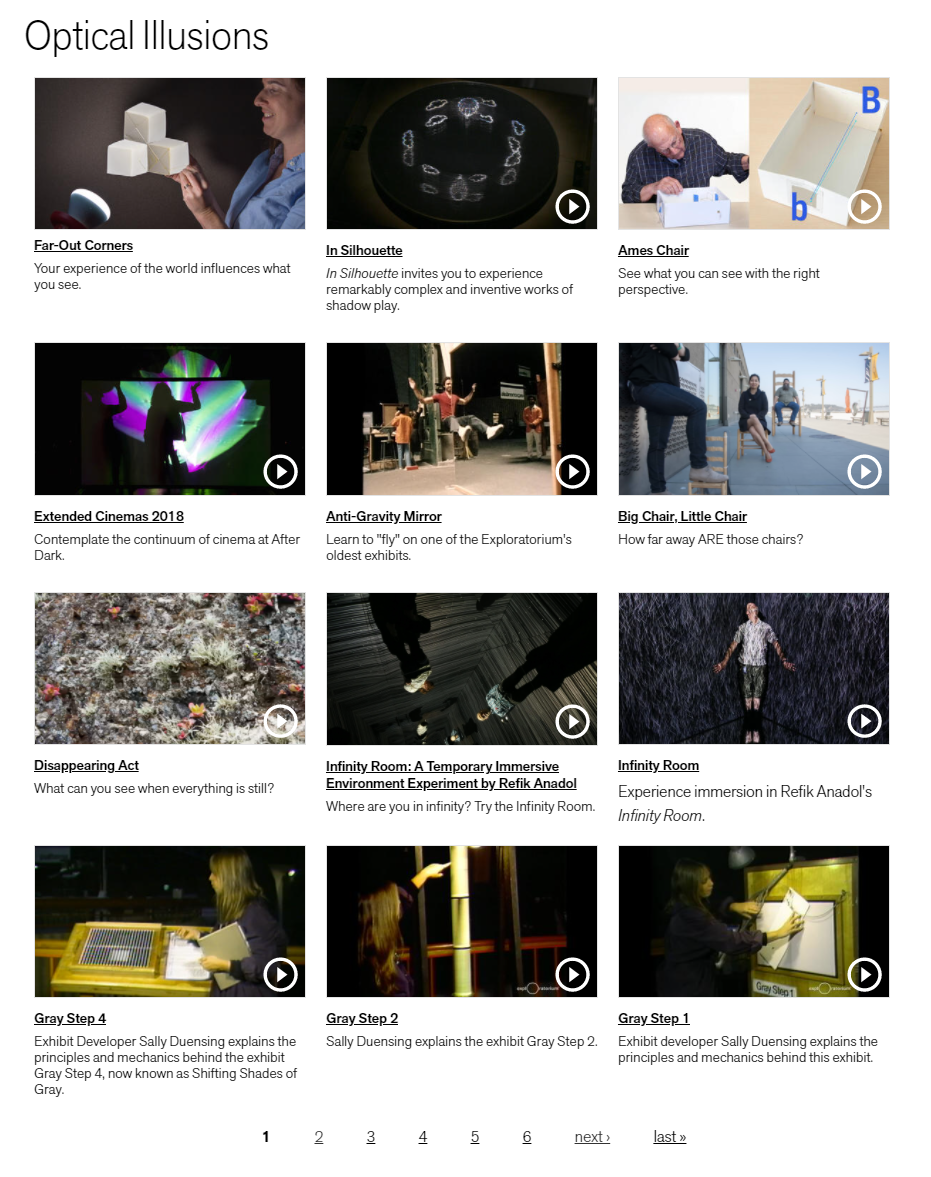 Optical Illusions
B
b
Far-Out Corners
Your experience of the world influences what
you see.
In Silhouette
In Silhouette invites you to experience
remarkably complex and inventive works of
shadow play.
Ames Chair
See what you can see with the right
perspective.
Extended Cinemas 2018
Contemplate the continuum of cinema at After
Dark.
Anti-Gravity Mirror
Learn to "fly" on one of the Exploratorium's
oldest exhibits.
Big Chair, Little Chair
How far away ARE those chairs?
Disappearing Act
What can you see when everything is still?
Infinity Room: A Temporary Immersive
Environment Experiment by Refik Anadol
Where are you in infinity? Try the Infinity Room.
Infinity Room
Experience immersion in Refik Anadol's
Infinity Room.
Gray Step 1
Gray Step 4
Exhibit Developer Sally Duensing explains the
principles and mechanics behind the exhibit
Gray Step 4, now known as Shifting Shades of
Gray.
Gray Step 2
Sally Duensing explains the exhibit Gray Step 2.
Gray Step 1
Exhibit developer Sally Duensing explains the
principles and mechanics behind this exhibit.
1 2 3 4 5 6 next › last »